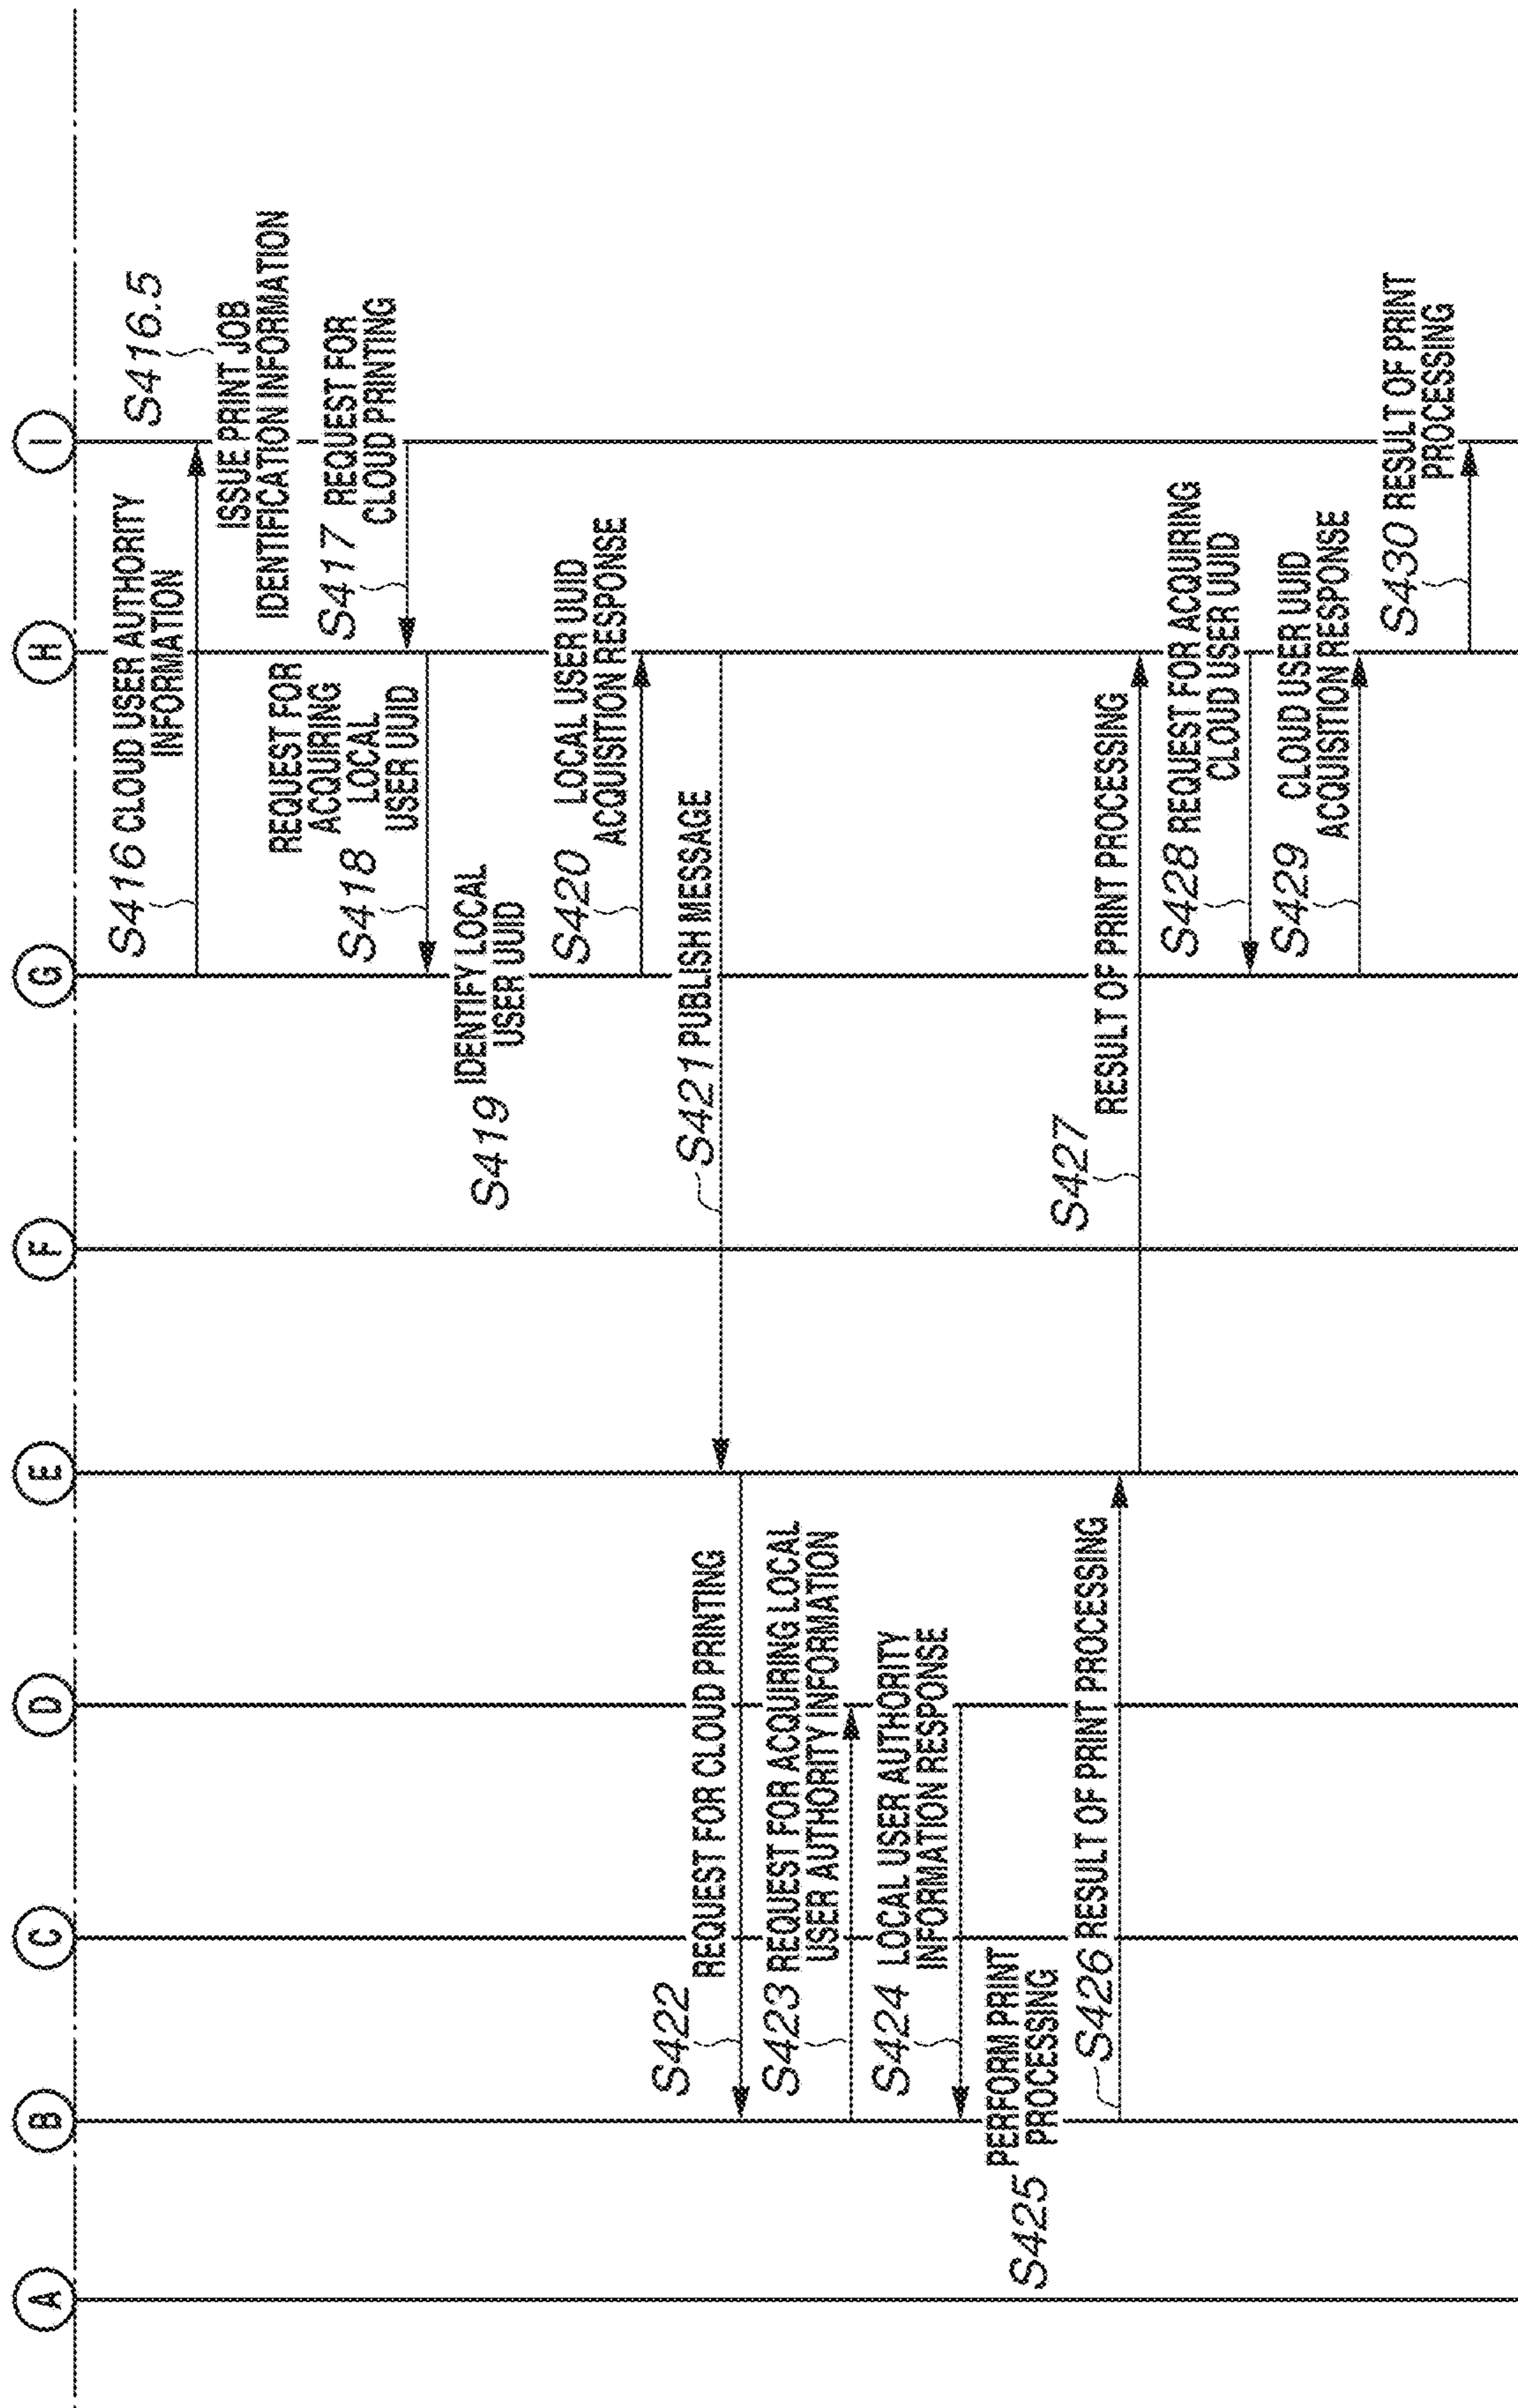 A
B
C
D
E
F
G
H
I
S416 CLOUD USER AUTHORITY
INFORMATION
S416.5
ISSUE PRINT JOB
IDENTIFICATION INFORMATION
S417 REQUEST FOR
CLOUD PRINTING
REQUEST FOR
ACQUIRING
LOCAL
USER UUID
S418
IDENTIFY LOCAL
USER UUID
S419
S420
LOCAL USER UUID
ACQUISITION RESPONSE
S421 PUBLISH MESSAGE
S422
REQUEST FOR CLOUD PRINTING
S423 REQUEST FOR ACQUIRING LOCAL
USER AUTHORITY INFORMATION
S424 LOCAL USER AUTHORITY
INFORMATION RESPONSE
PERFORM PRINT
PROCESSING
S425
S426 RESULT OF PRINT PROCESSING
S427
RESULT OF PRINT PROCESSING
S428 REQUEST FOR ACQUIRING
CLOUD USER UUID
S429 CLOUD USER UUID
ACQUISITION RESPONSE
S430 RESULT OF PRINT
PROCESSING